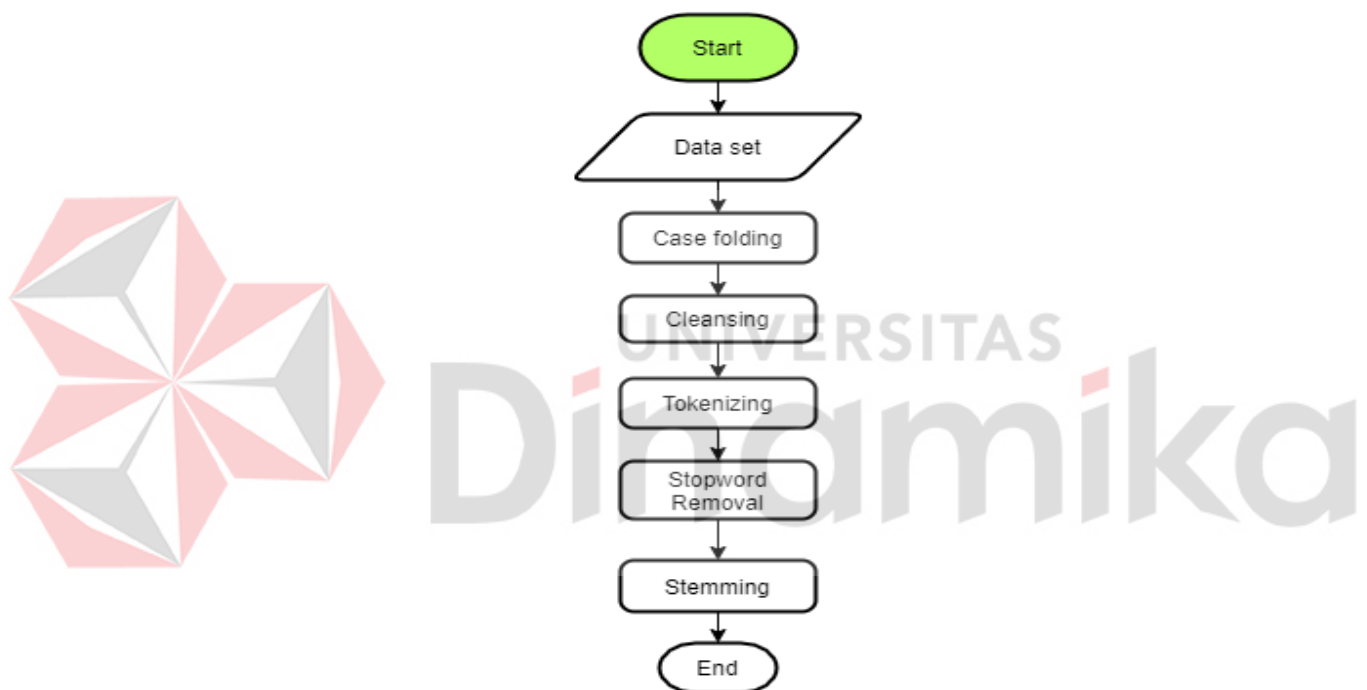 Start
Data set
Case folding
Cleansing
UNIVERSITAS
Tokenizing
Dinamika
Stopword
Removal
Stemming
End